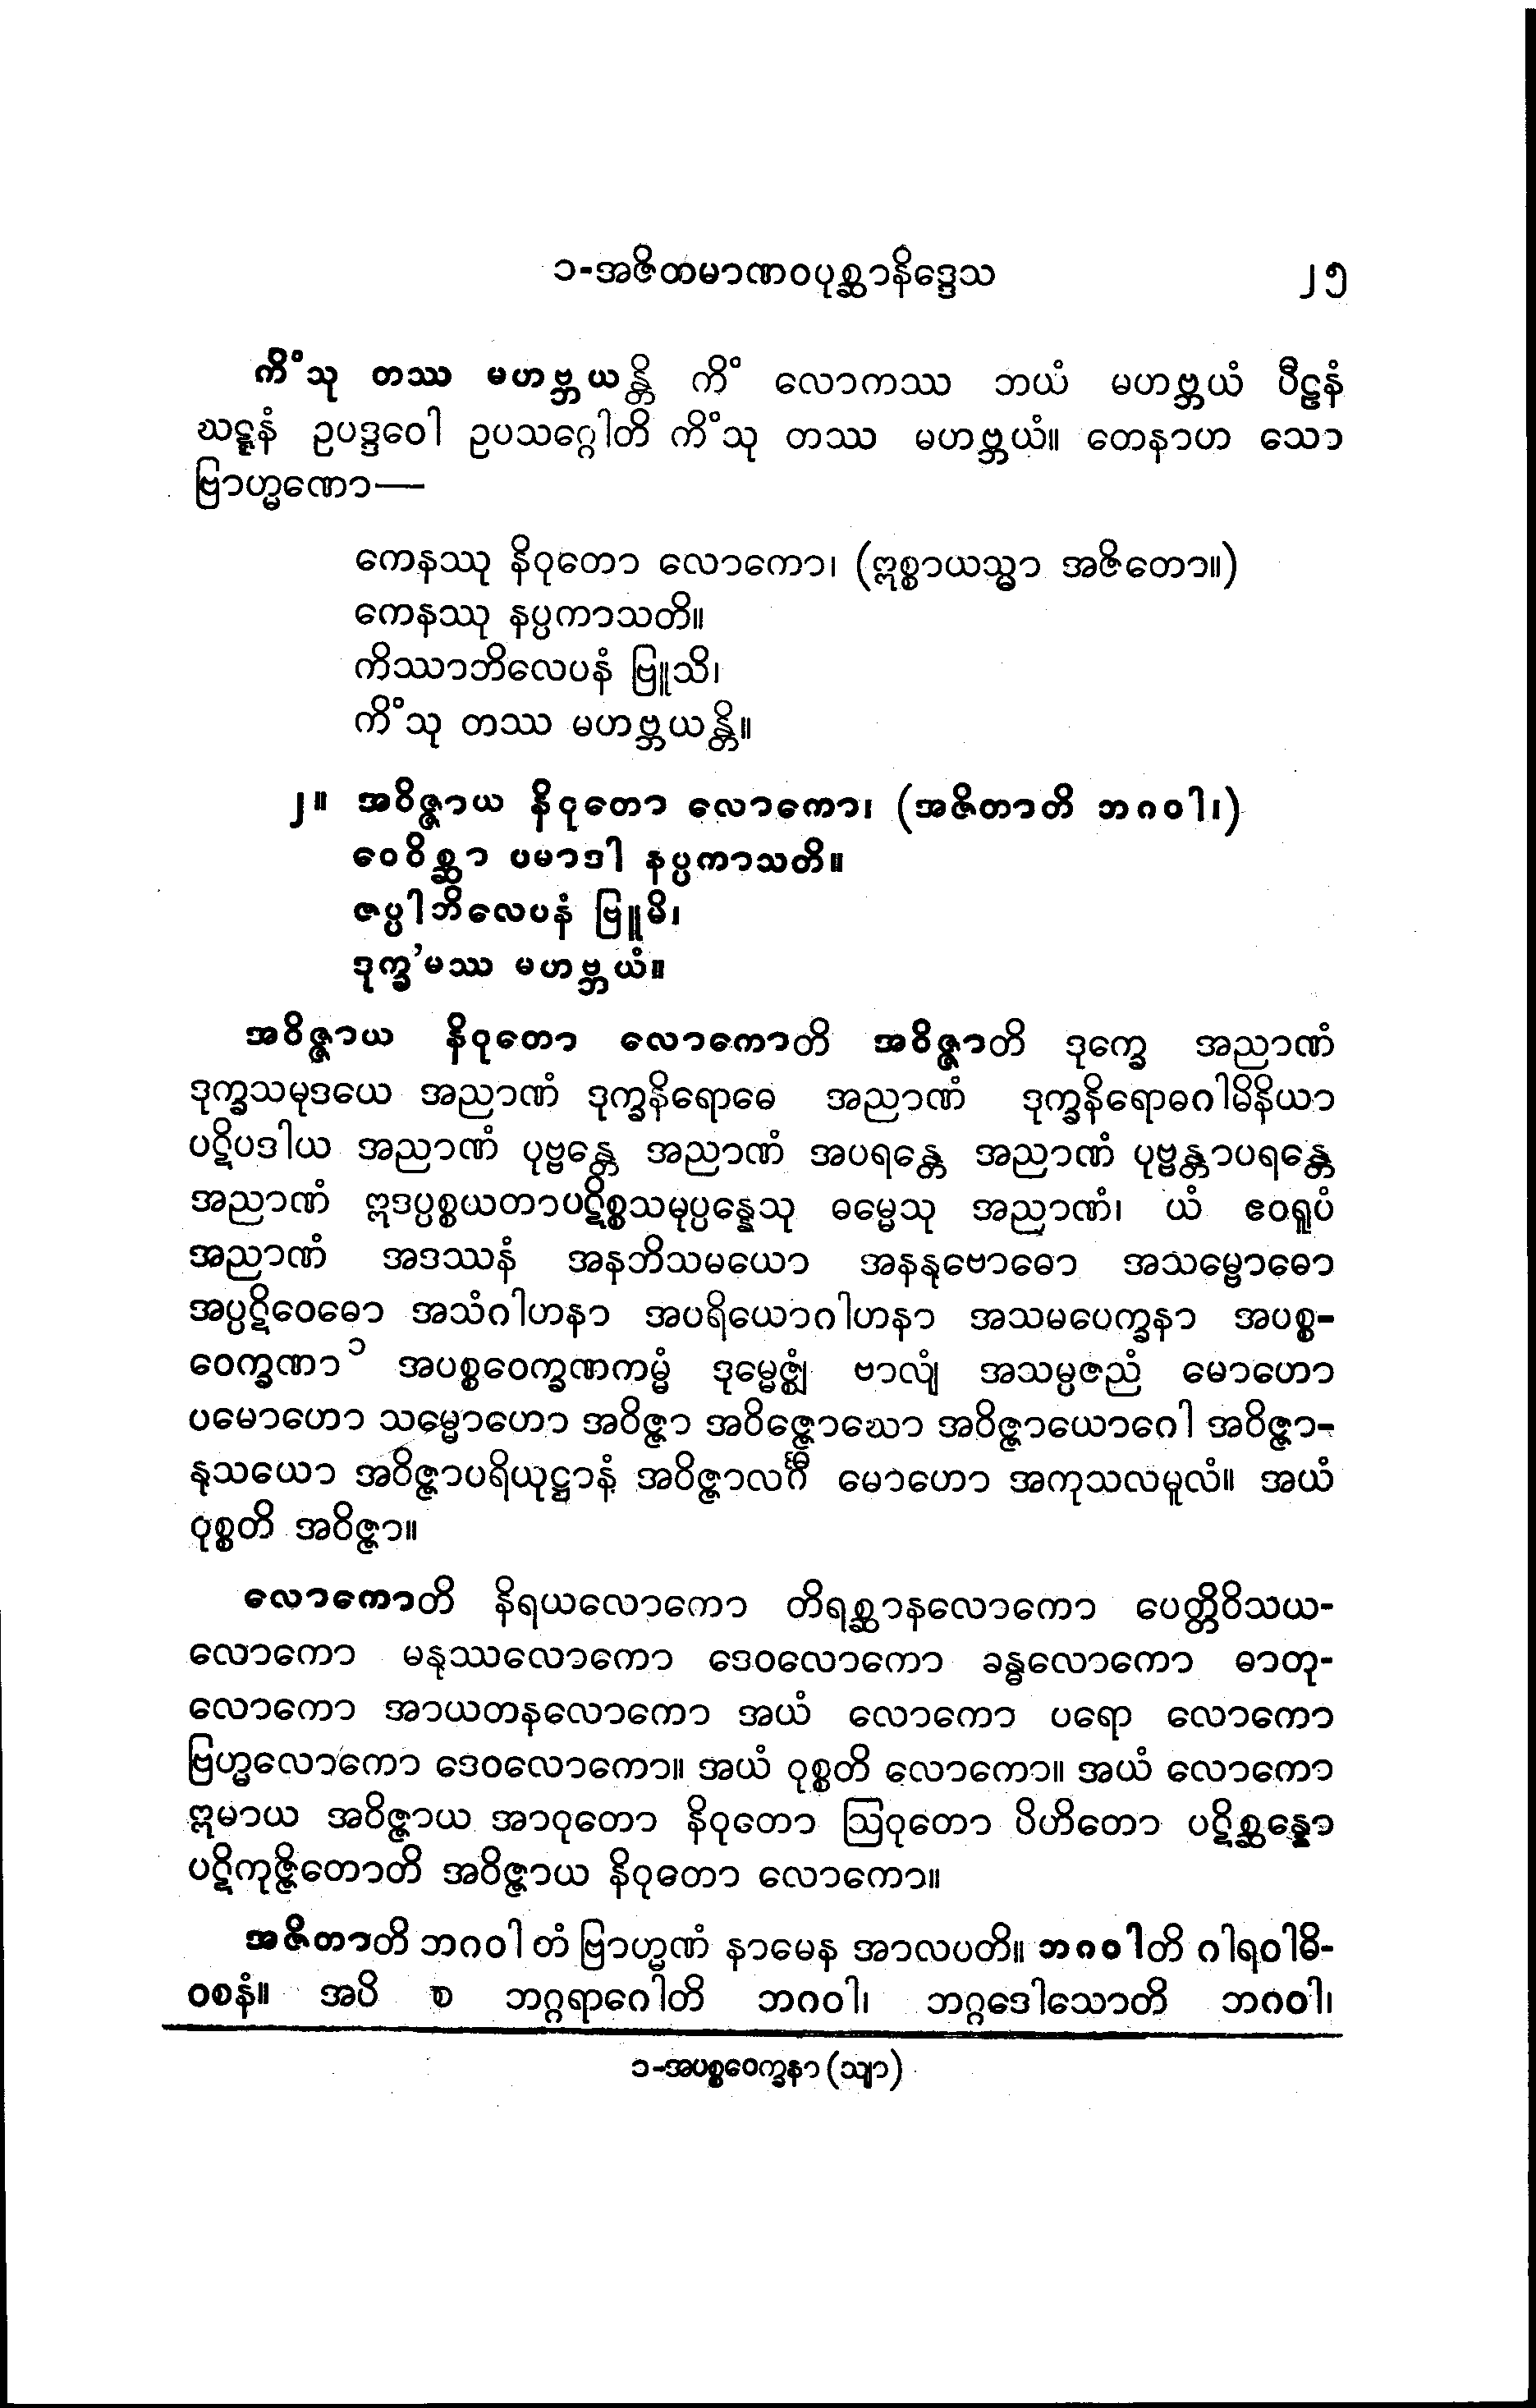 ၁-အဇိတမာဏဝပုစ္ဆာနိဒ္ဒေသ ၂၅
ကိံသု တဿ မဟဗ္ဘယန္တိ ကိံ လောကဿ ဘယံ မဟဗ္ဘယံ ပီဠနံ
ဃဋ္ဋနံ ဥပဒ္ဒဝေါ ဥပသဂ္ဂေါတိ ကိံသု တဿ မဟဗ္ဘယံ။ တေနာဟ သော
ဗြာဟ္မဏော—
ကေနဿု နိဝုတော လောကော၊ (ဣစ္စာယသ္မာ အဇိတော။)
ကေနဿု နပ္ပကာသတိ။
ကိဿာဘိလေပနံ ဗြူသိ၊
ကိံသု တဿ မဟဗ္ဘယန္တိ။
၂။ အဝိဇ္ဇာယ နိဝုတော လောကော၊ (အဇိတာတိ ဘဂဝါ၊)
ဝေဝိစ္ဆာ ပမာဒါ နပ္ပကာသတိ။
ဇပ္ပါဘိလေပနံ ဗြူမိ၊
ဒုက္ခ'မဿ မဟဗ္ဘယံ။
အဝိဇ္ဇာယ နိဝုတော လောကောတိ အဝိဇ္ဇာတိ ဒုက္ခေ အညာဏံ
ဒုက္ခသမုဒယေ အညာဏံ ဒုက္ခနိရောဓေ အညာဏံ ဒုက္ခနိရောဓဂါမိနိယာ
ပဋိပဒါယ အညာဏံ ပုဗ္ဗန္တေ အညာဏံ အပရန္တေ အညာဏံ ပုဗ္ဗန္တာပရန္တေ
အညာဏံ ဣဒပ္ပစ္စယတာပဋိစ္စသမုပ္ပန္နေသု ဓမ္မေသု အညာဏံ၊ ယံ ဧဝရူပံ
အညာဏံ အဒဿနံ အနဘိသမယော အနနုဗောဓော အသမ္ဗောဓော
အပ္ပဋိဝေဓော အသံဂါဟနာ အပရိယောဂါဟနာ အသမပေက္ခနာ အပစ္စ-
ဝေက္ခဏာ ၁ အပစ္စဝေက္ခဏကမ္မံ ဒုမ္မေဇ္ဈံ ဗာလျံ အသမ္ပဇညံ မောဟော
ပမောဟော သမ္မောဟော အဝိဇ္ဇာ အဝိဇ္ဇောဃော အဝိဇ္ဇာယောဂေါ အဝိဇ္ဇာ-
နုသယော အဝိဇ္ဇာပရိယုဋ္ဌာနံ အဝိဇ္ဇာလင်္ဂီ မောဟော အကုသလမူလံ။ အယံ
ဝုစ္စတိ အဝိဇ္ဇာ။
လောကောတိ နိရယလောကော တိရစ္ဆာနလောကော ပေတ္တိဝိသယ-
လောကော မနုဿလောကော ဒေဝလောကော ခန္ဓလောကော ဓာတု-
လောကော အာယတနလောကော အယံ လောကော ပရော လောကော
ဗြဟ္မလောကော ဒေဝလောကော။ အယံ ဝုစ္စတိ လောကော။ အယံ လောကော
ဣမာယ အဝိဇ္ဇာယ အာဝုတော နိဝုတော ဩဝုတော ပိဟိတော ပဋိစ္ဆန္နော
ပဋိကုဇ္ဇိတောတိ အဝိဇ္ဇာယ နိဝုတော လောကော။
အဇိတာတိ ဘဂဝါ တံ ဗြာဟ္မဏံ နာမေန အာလပတိ။ ဘဂဝါတိ ဂါရဝါဓိ-
ဝစနံ။ အပိ စ ဘဂ္ဂရာဂေါတိ ဘဂဝါ၊ ဘဂ္ဂဒေါသောတိ ဘဂဝါ၊
၁-အပစ္စဝေက္ခနာ (သျာ)